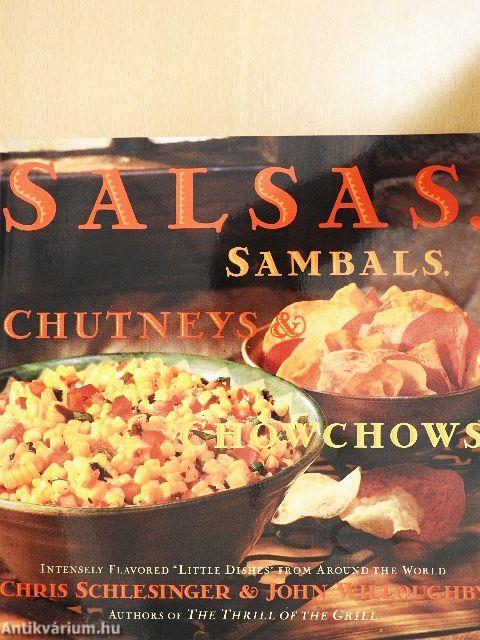 SALSAS,
SAMBALS,
CHUTNEYS &
CHOWCHOWS
INTENSELY FLAVORED "LITTLE DISHES" FROM AROUND THE WORLD
CHRIS SCHLESINGER & JOHN WILLOUGHBY
AUTHORS OF THE THRILL OF THE GRILL
Antikvárium.hu